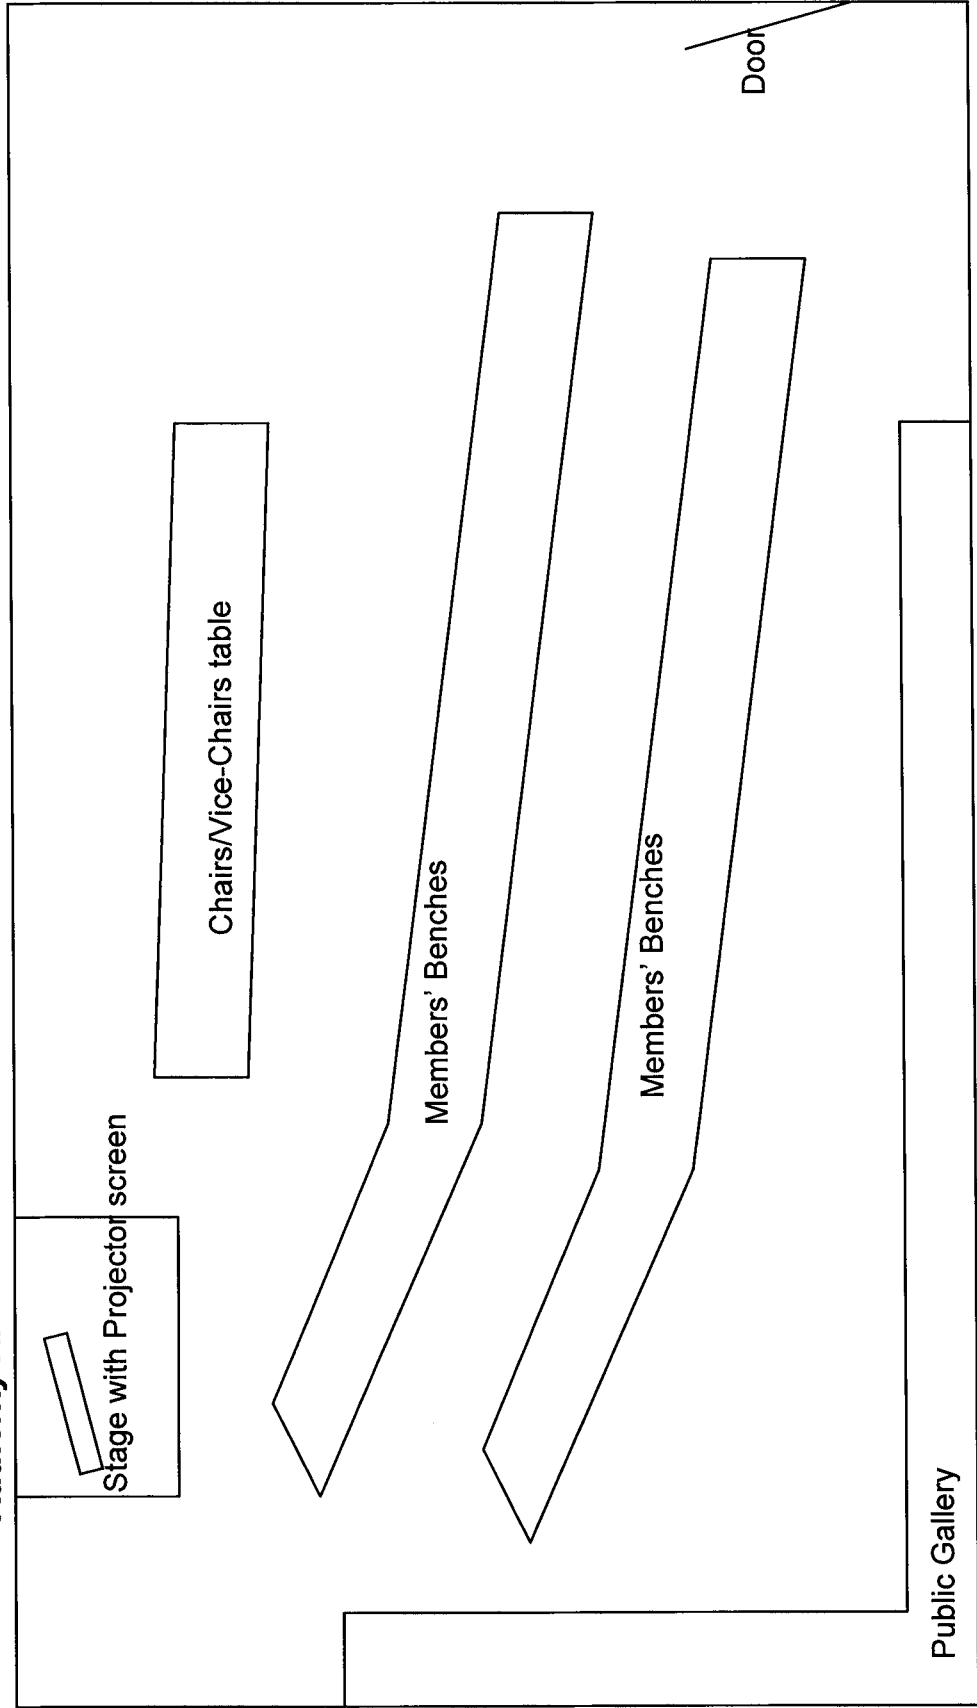 Stage with Projector screen
Chairs/Vice-Chairs table
Members’ Benches
Members’ Benches
Public Gallery
Door